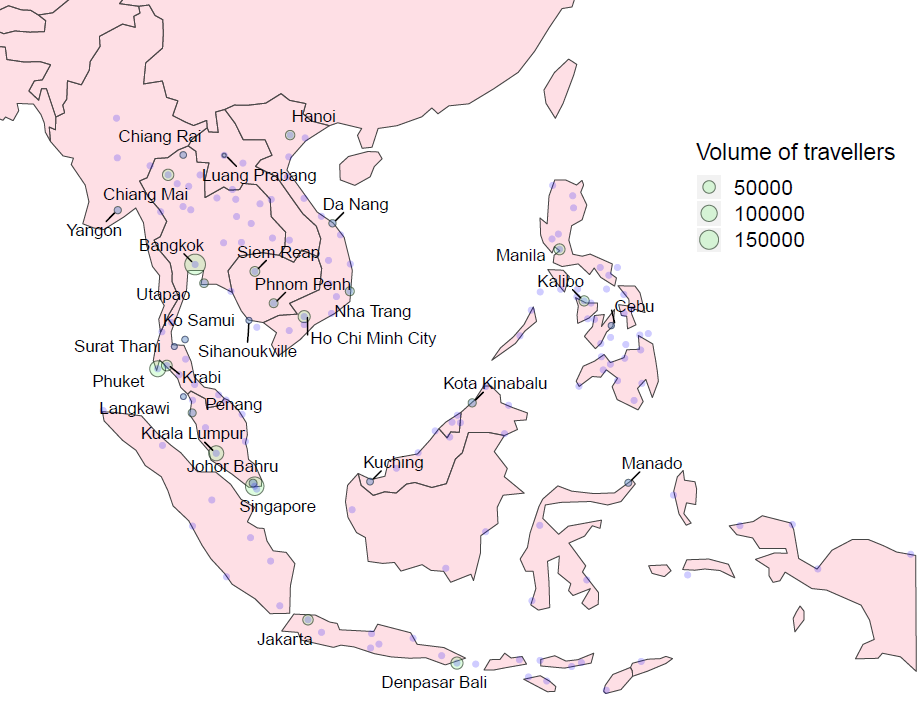 Hanoi
Chiang Rai
Volume of travellers
Luang Prabang
50000
Chiang Mai
Da Nang
100000
Yangon
150000
Bangkok
Siem Reap
Manila
Phnom Penh
Kalibo
Utapao
Cebu
Nha Trang
Ko Samui
Ho Chi Minh City
Surat Thani
Sihanoukville
Phuket
Krabi
Kota Kinabalu
Langkawi
Penang
Kuala Lumpur
Johor Bahru
Kuching
Manado
Singapore
Jakarta
Denpasar Bali